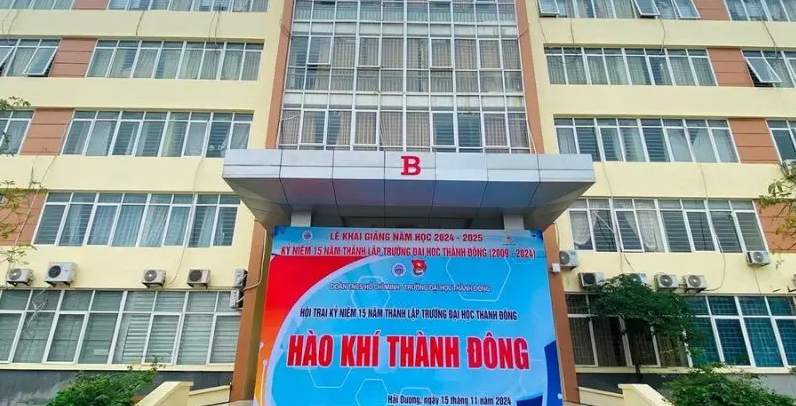 B
LỄ KHAI GIẢNG NĂM HỌC 2024 - 2025
KỶ NIỆM 15 NĂM THÀNH LẬP TRƯỜNG ĐẠI HỌC THÀNH ĐÔNG (2009 - 2024)
ĐOÀN TNCS HỒ CHÍ MINH - TRƯỜNG ĐẠI HỌC THÀNH ĐÔNG
HỘI TRẠI KỶ NIỆM 15 NĂM THÀNH LẬP TRƯỜNG ĐẠI HỌC THÀNH ĐÔNG
HÀO KHÍ THÀNH ĐÔNG
Hải Dương, ngày 15 tháng 11 năm 2024